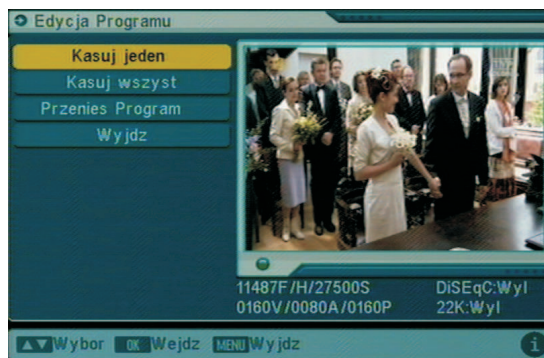 Edycja Programu
Kasuj jeden
Kasuj wszyst
Przenies Program
Wyjdz
11487F/H/27500S DiSEqC:Wyl
0160V/0080A/0160P 22K:Wyl
▲▼ Wybor OK Wejdz MENU Wyjdz i